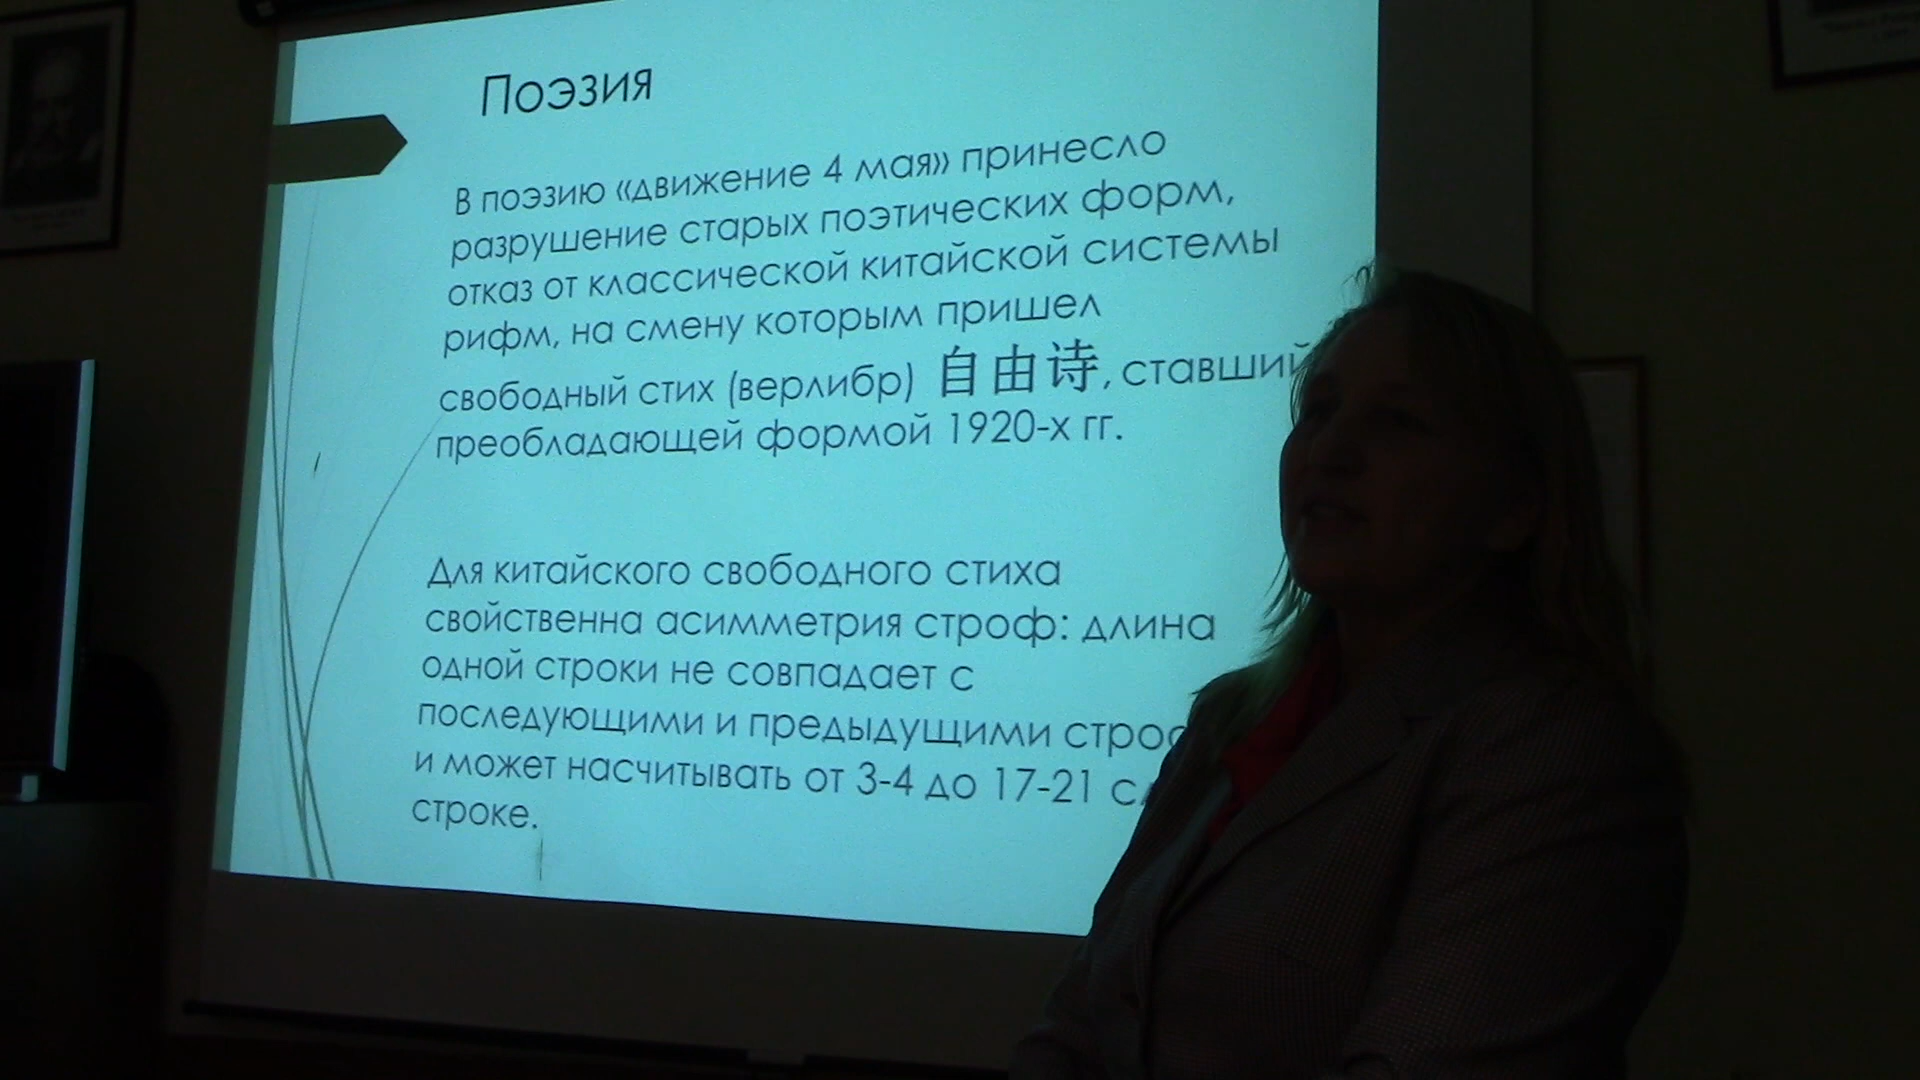 Поэзия
В поэзию «движение 4 мая» принесло
разрушение старых поэтических форм,
отказ от классической китайской системы
рифм, на смену которым пришел
свободный стих (верлибр) 自由诗, ставший
преобладающей формой 1920-х гг.
Для китайского свободного стиха
свойственна асимметрия строф: длина
одной строки не совпадает с
последующими и предыдущими
и может насчитывать от 3-4 до 17-21
строке.